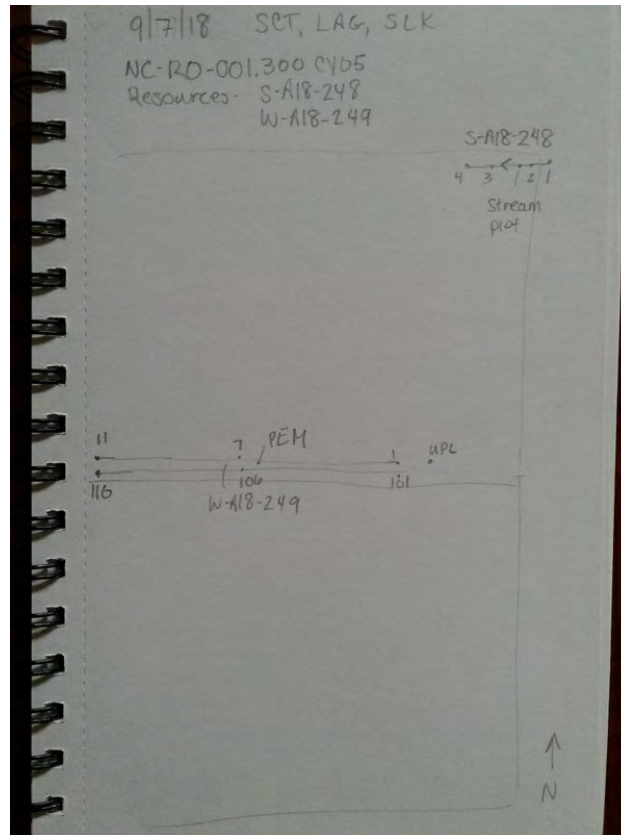 9/7/18 SCT, LAG, SLK
NC-RD-001.300 CY05
Resources- S-A18-248
W-A18-249
S-A18-248
4 3 2 1
Stream
plot
11 7 PEM 1 UPL
116 106 101
W-A18-249
N